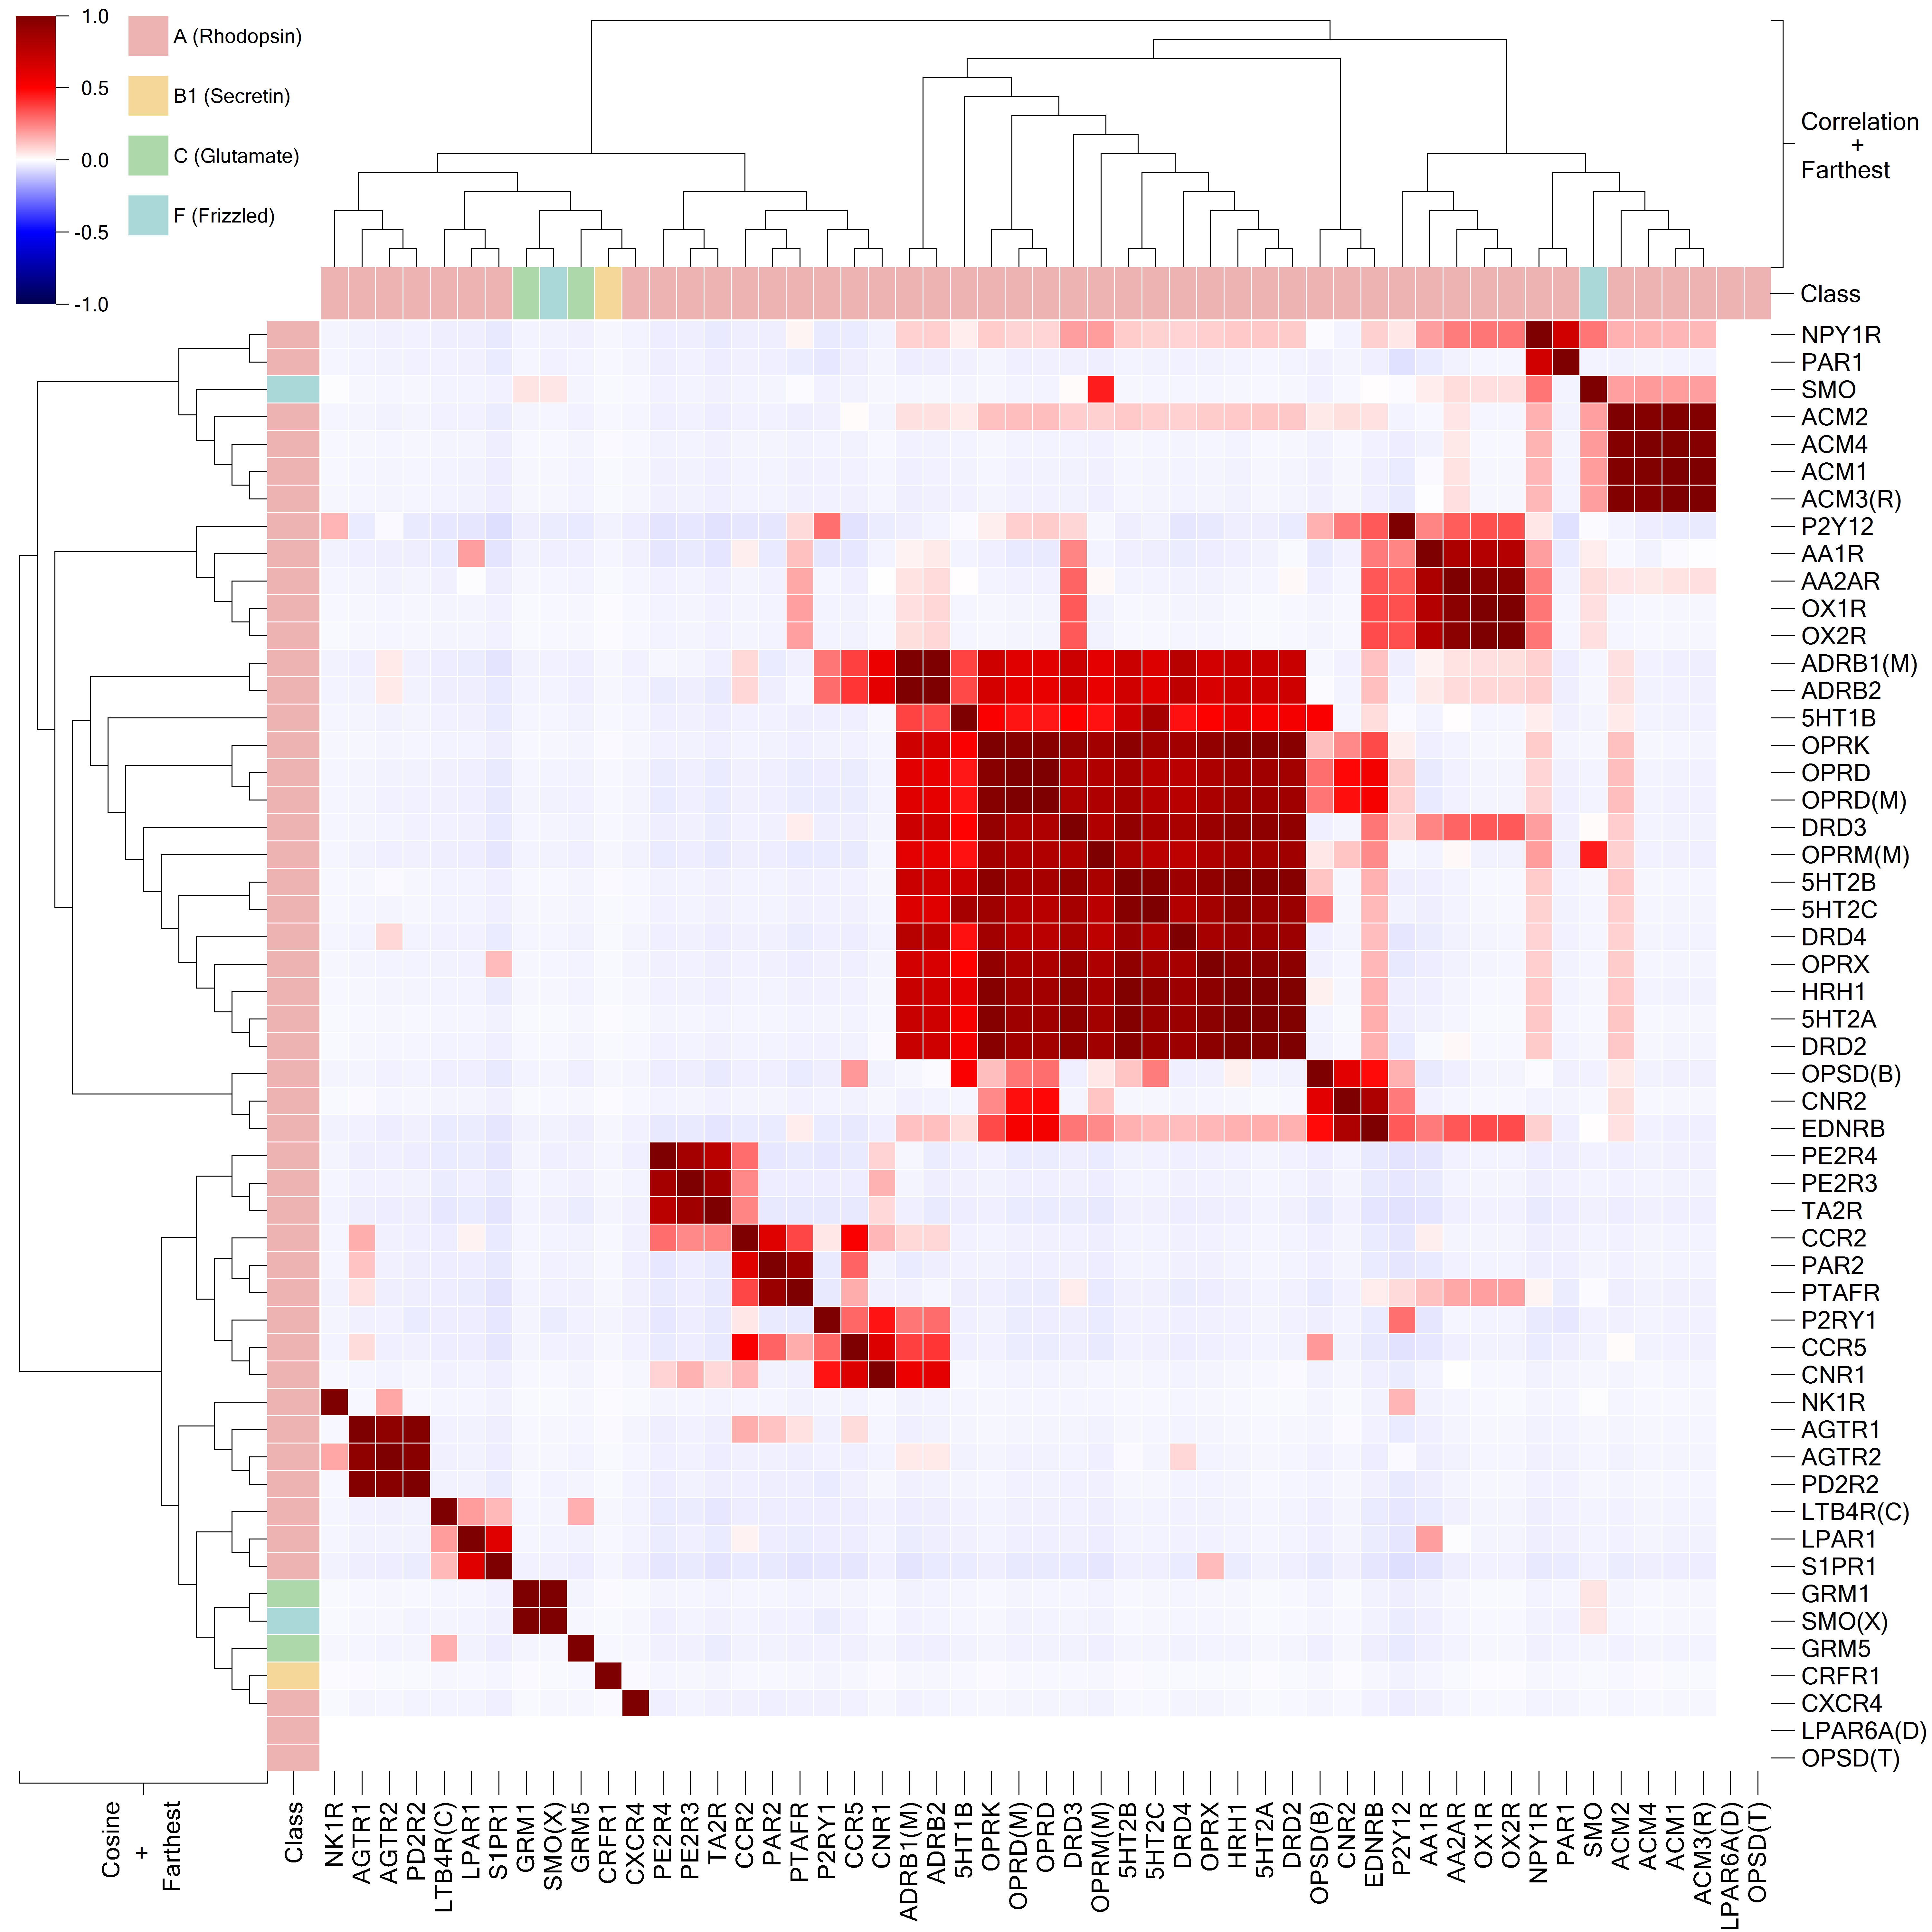 1.0
0.5
0.0
-0.5
-1.0
A (Rhodopsin)
B1 (Secretin)
C (Glutamate)
F (Frizzled)
Correlation
+
Farthest
Class
NPY1R
PAR1
SMO
ACM2
ACM4
ACM1
ACM3(R)
P2Y12
AA1R
AA2AR
OX1R
OX2R
ADRB1(M)
ADRB2
5HT1B
OPRK
OPRD
OPRD(M)
DRD3
OPRM(M)
5HT2B
5HT2C
DRD4
OPRX
HRH1
5HT2A
DRD2
OPSD(B)
CNR2
EDNRB
PE2R4
PE2R3
TA2R
CCR2
PAR2
PTAFR
P2RY1
CCR5
CNR1
NK1R
AGTR1
AGTR2
PD2R2
LTB4R(C)
LPAR1
S1PR1
GRM1
SMO(X)
GRM5
CRFR1
CXCR4
LPAR6A(D)
OPSD(T)
Cosine
+
Farthest
Class
NK1R
AGTR1
AGTR2
PD2R2
LTB4R(C)
LPAR1
S1PR1
GRM1
SMO(X)
GRM5
CRFR1
CXCR4
PE2R4
PE2R3
TA2R
CCR2
PAR2
PTAFR
P2RY1
CCR5
CNR1
ADRB1(M)
ADRB2
5HT1B
OPRK
OPRD(M)
OPRD
DRD3
OPRM(M)
5HT2B
5HT2C
DRD4
OPRX
HRH1
5HT2A
DRD2
OPSD(B)
CNR2
EDNRB
P2Y12
AA1R
AA2AR
OX1R
OX2R
NPY1R
PAR1
SMO
ACM2
ACM4
ACM1
ACM3(R)
LPAR6A(D)
OPSD(T)